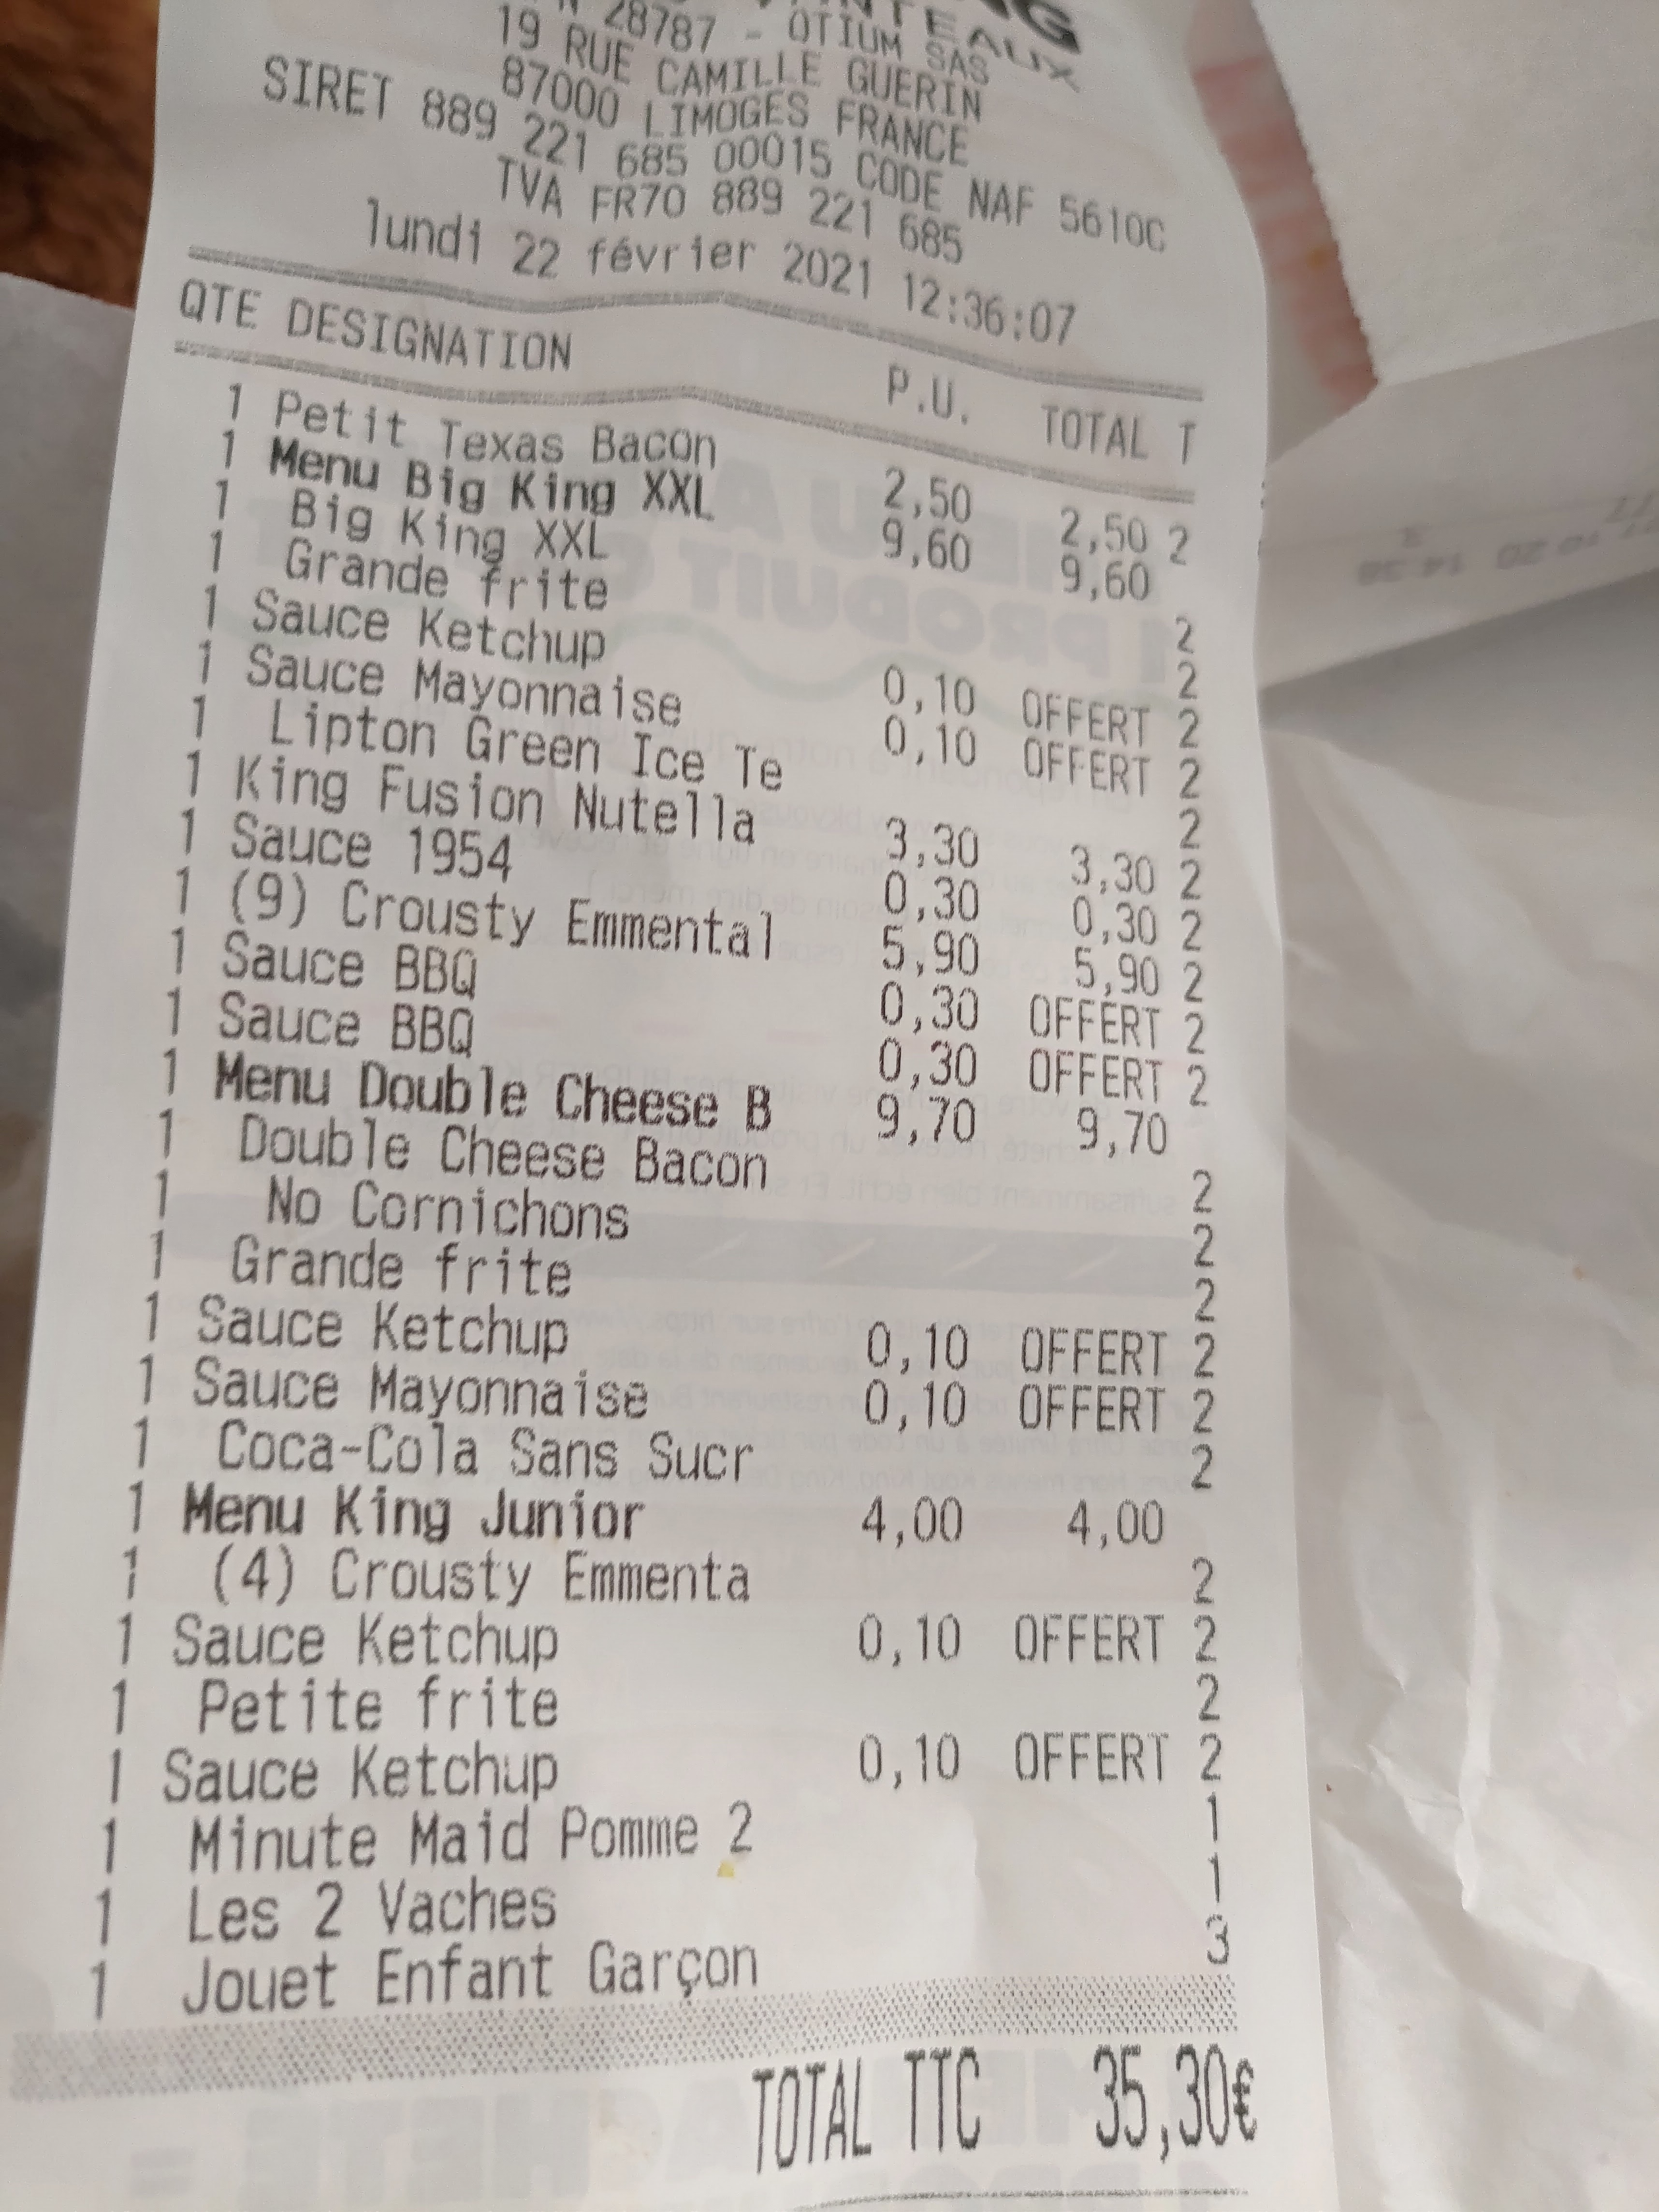 28787 - OTIUM SAS
19 RUE CAMILLE GUERIN
87000 LIMOGES FRANCE
SIRET 889 221 685 00015 CODE NAF 5610C
TVA FR70 889 221 685
lundi 22 février 2021 12:36:07
QTE DESIGNATION P.U. TOTAL T
1 Petit Texas Bacon 2,50 2,50 2
1 Menu Big King XXL 9,60 9,60
1 Big King XXL 2
1 Grande frite 2
1 Sauce Ketchup 0,10 OFFERT 2
1 Sauce Mayonnaise 0,10 OFFERT 2
1 Lipton Green Ice Te 2
1 King Fusion Nutella 3,30 3,30 2
1 Sauce 1954 0,30 0,30 2
1 (9) Crousty Emmental 5,90 5,90 2
1 Sauce BBQ 0,30 OFFERT 2
1 Sauce BBQ 0,30 OFFERT 2
1 Menu Double Cheese B 9,70 9,70
1 Double Cheese Bacon 2
1 No Cornichons 2
1 Grande frite 2
1 Sauce Ketchup 0,10 OFFERT 2
1 Sauce Mayonnaise 0,10 OFFERT 2
1 Coca-Cola Sans Sucr 2
1 Menu King Junior 4,00 4,00
1 (4) Crousty Emmenta 2
1 Sauce Ketchup 0,10 OFFERT 2
1 Petite frite 2
1 Sauce Ketchup 0,10 OFFERT 2
1 Minute Maid Pomme 2 1
1 Les 2 Vaches 1
1 Jouet Enfant Garçon 3
TOTAL TTC 35,30€